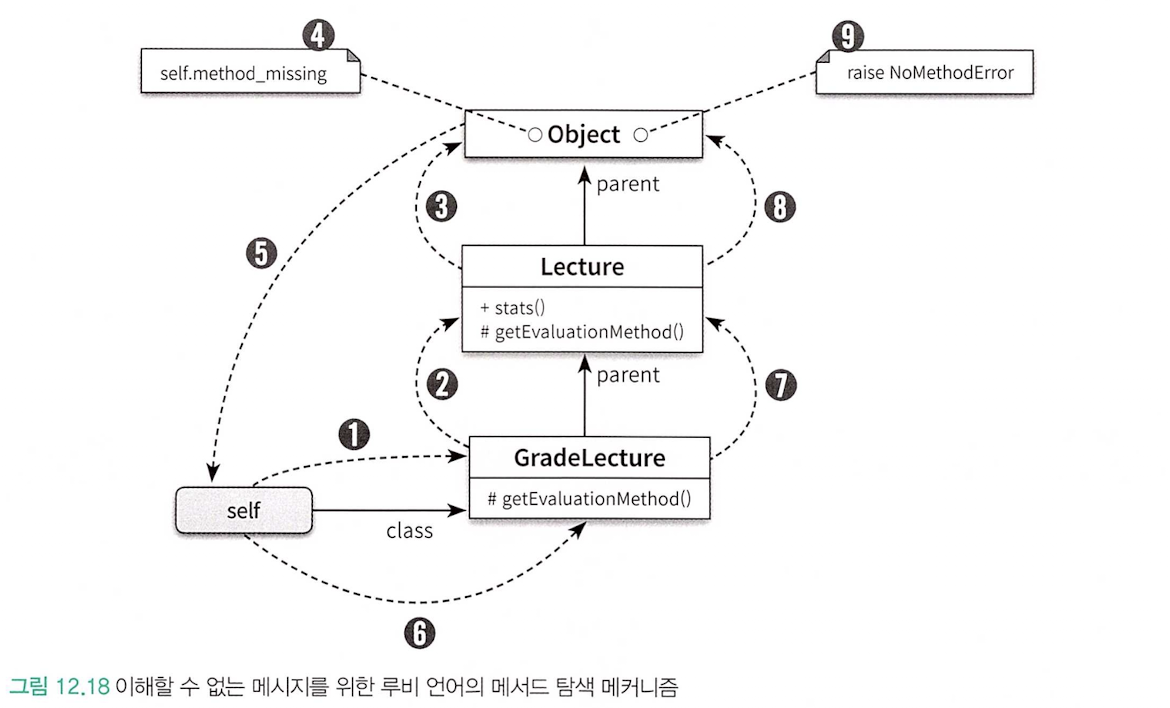 4
9
self.method_missing
raise NoMethodError
Object
parent
3
8
5
Lecture
+ stats()
# getEvaluationMethod()
parent
2
7
1
GradeLecture
self
# getEvaluationMethod()
class
6
그림 12.18 이해할 수 없는 메시지를 위한 루비 언어의 메서드 탐색 메커니즘